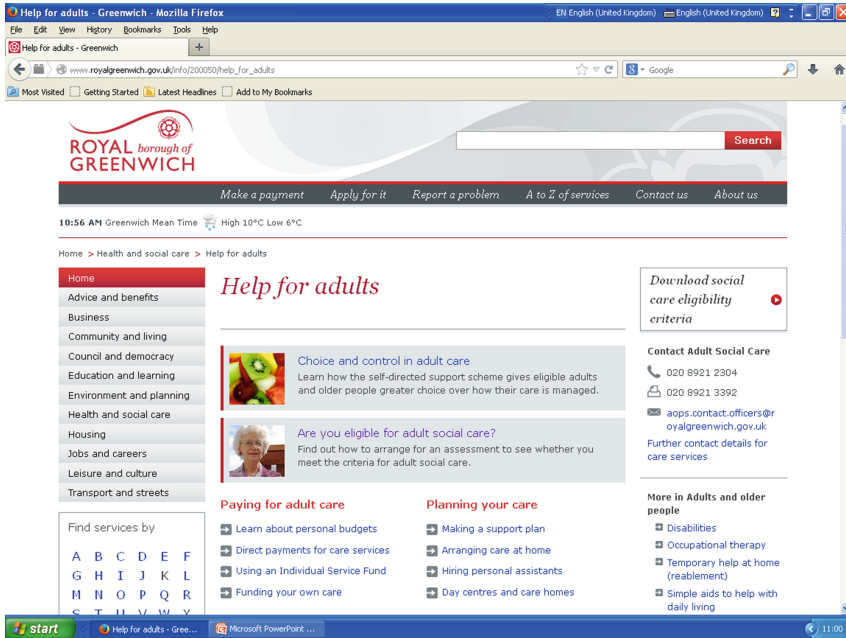 Help for adults - Greenwich - Mozilla Firefox
EN English (United Kingdom) English (United Kingdom)
File Edit View History Bookmarks Tools Help
Help for adults - Greenwich +
www.royalgreenwich.gov.uk/info/200050/help_for_adults
Google
Most Visited Getting Started Latest Headlines Add to My Bookmarks
ROYAL borough of
GREENWICH
Search
Make a payment Apply for it Report a problem A to Z of services Contact us About us
10:56 AM Greenwich Mean Time High 10°C Low 6°C
Home > Health and social care > Help for adults
Home
Advice and benefits
Business
Community and living
Council and democracy
Education and learning
Environment and planning
Health and social care
Housing
Jobs and careers
Leisure and culture
Transport and streets
Find services by
A B C D E F
G H I J K L
M N O P Q R
S T U V W X
Help for adults
Choice and control in adult care
Learn how the self-directed support scheme gives eligible adults
and older people greater choice over how their care is managed.
Are you eligible for adult social care?
Find out how to arrange for an assessment to see whether you
meet the criteria for adult social care.
Paying for adult care
Learn about personal budgets
Direct payments for care services
Using an Individual Service Fund
Funding your own care
Planning your care
Making a support plan
Arranging care at home
Hiring personal assistants
Day centres and care homes
Download social
care eligibility
criteria
Contact Adult Social Care
020 8921 2304
020 8921 3392
aops.contact.officers@r
oyalgreenwich.gov.uk
Further contact details for
care services
More in Adults and older
people
Disabilities
Occupational therapy
Temporary help at home
(reablement)
Simple aids to help with
daily living
start Help for adults - Gree... Microsoft PowerPoint ... 11:00